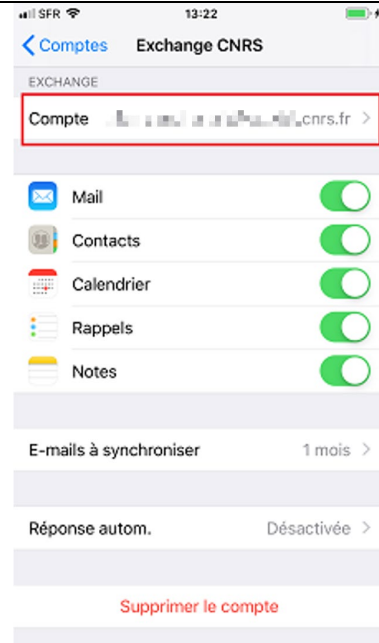 SFR 13:22
Comptes Exchange CNRS
EXCHANGE
Compte cnrs.fr
Mail
Contacts
Calendrier
Rappels
Notes
E-mails à synchroniser 1 mois
Réponse autom. Désactivée
Supprimer le compte